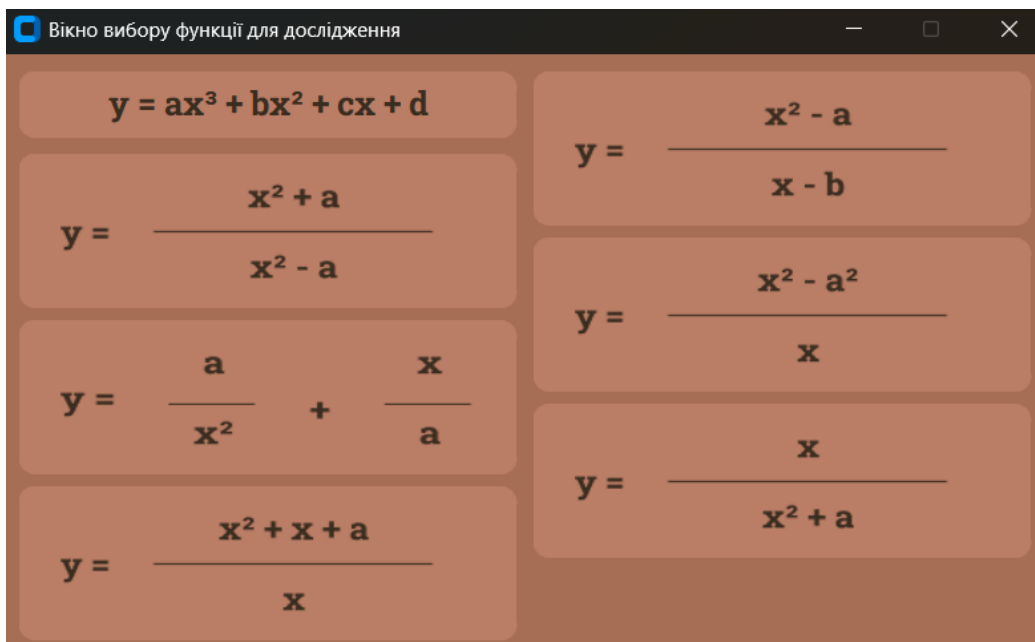 Вікно вибору функції для дослідження
y = ax³ + bx² + cx + d
x² + a
y =
x² - a
a x
y = +
x² a
x² + x + a
y =
x
x² - a
y =
x - b
x² - a²
y =
x
x
y =
x² + a